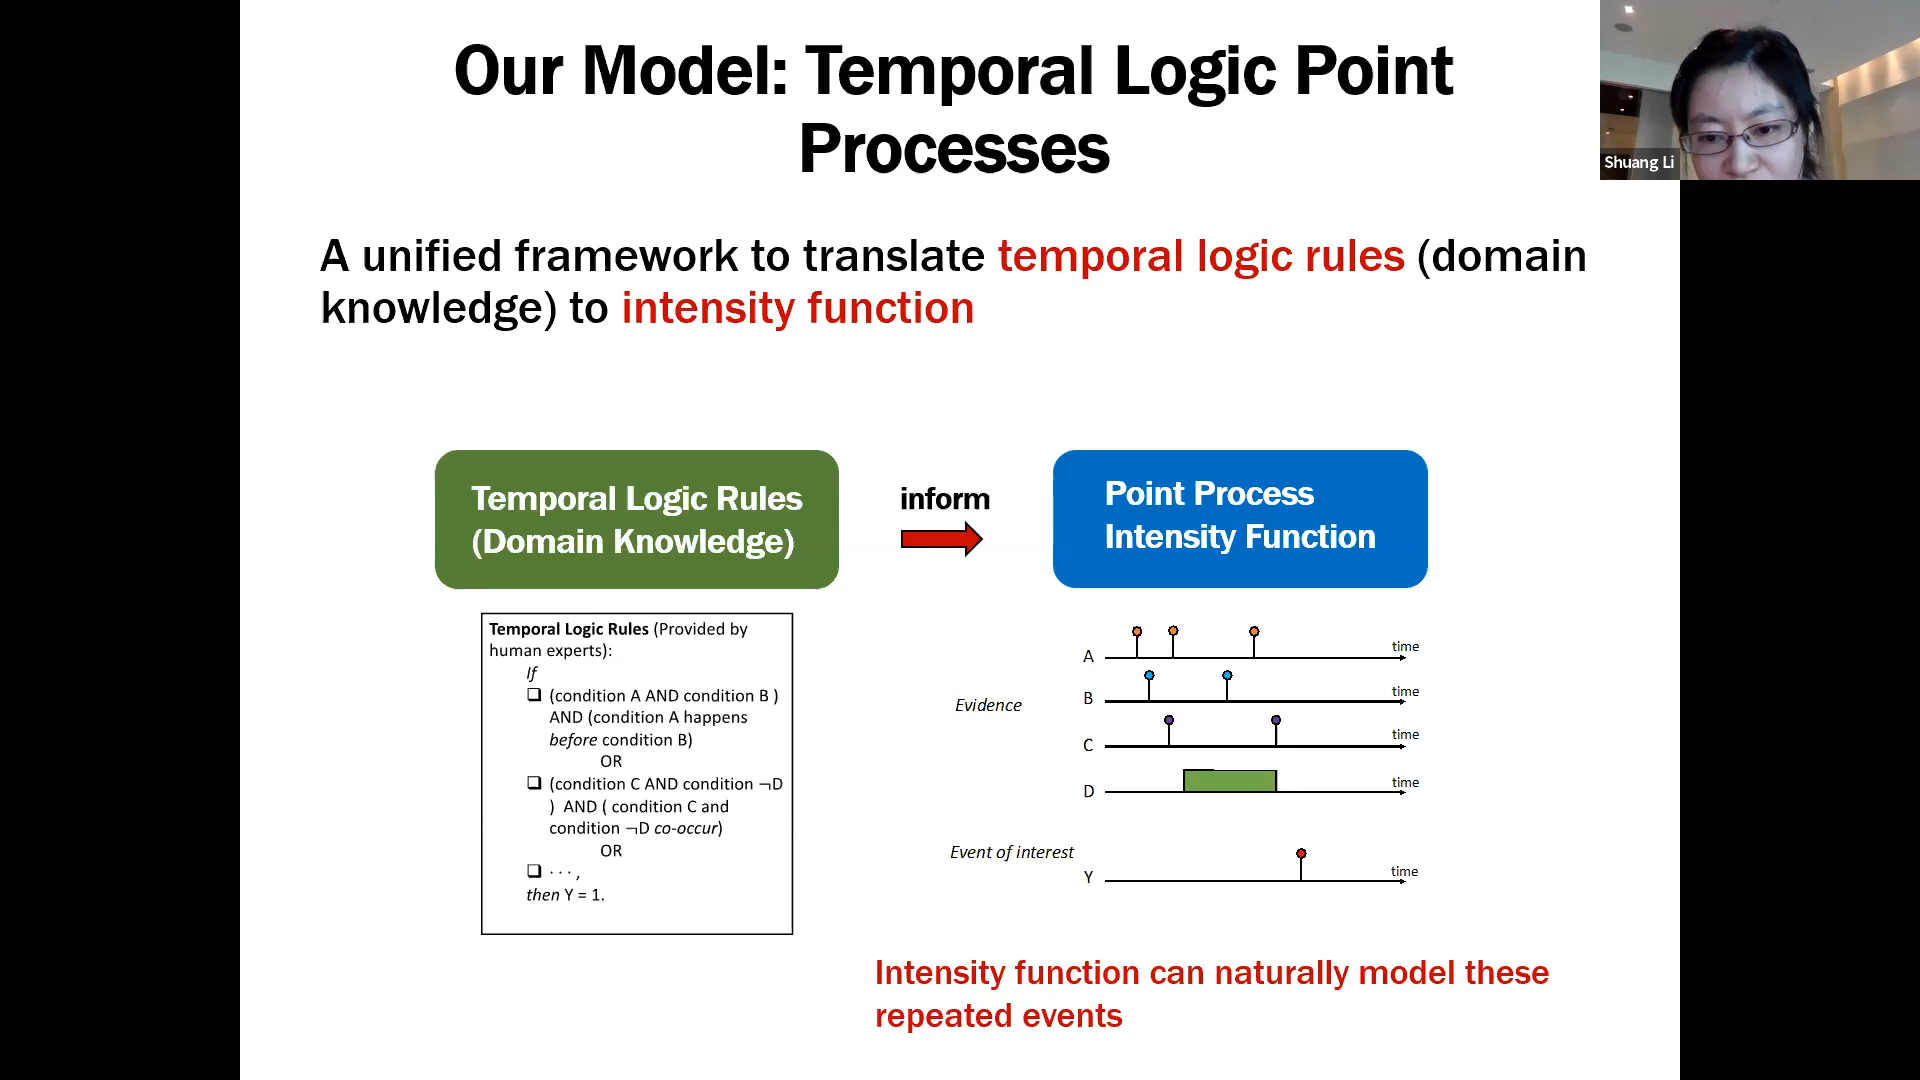 Our Model: Temporal Logic Point
Processes
Shuang Li
A unified framework to translate temporal logic rules (domain
knowledge) to intensity function
Temporal Logic Rules
(Domain Knowledge)
inform
Point Process
Intensity Function
Temporal Logic Rules (Provided by
human experts):
If
(condition A AND condition B )
AND (condition A happens
before condition B)
OR
(condition C AND condition ¬D
) AND ( condition C and
condition ¬D co-occur)
OR
· · · ,
then Y = 1.
A
time
Evidence
B
time
C
time
D
time
Event of interest
Y
time
Intensity function can naturally model these
repeated events